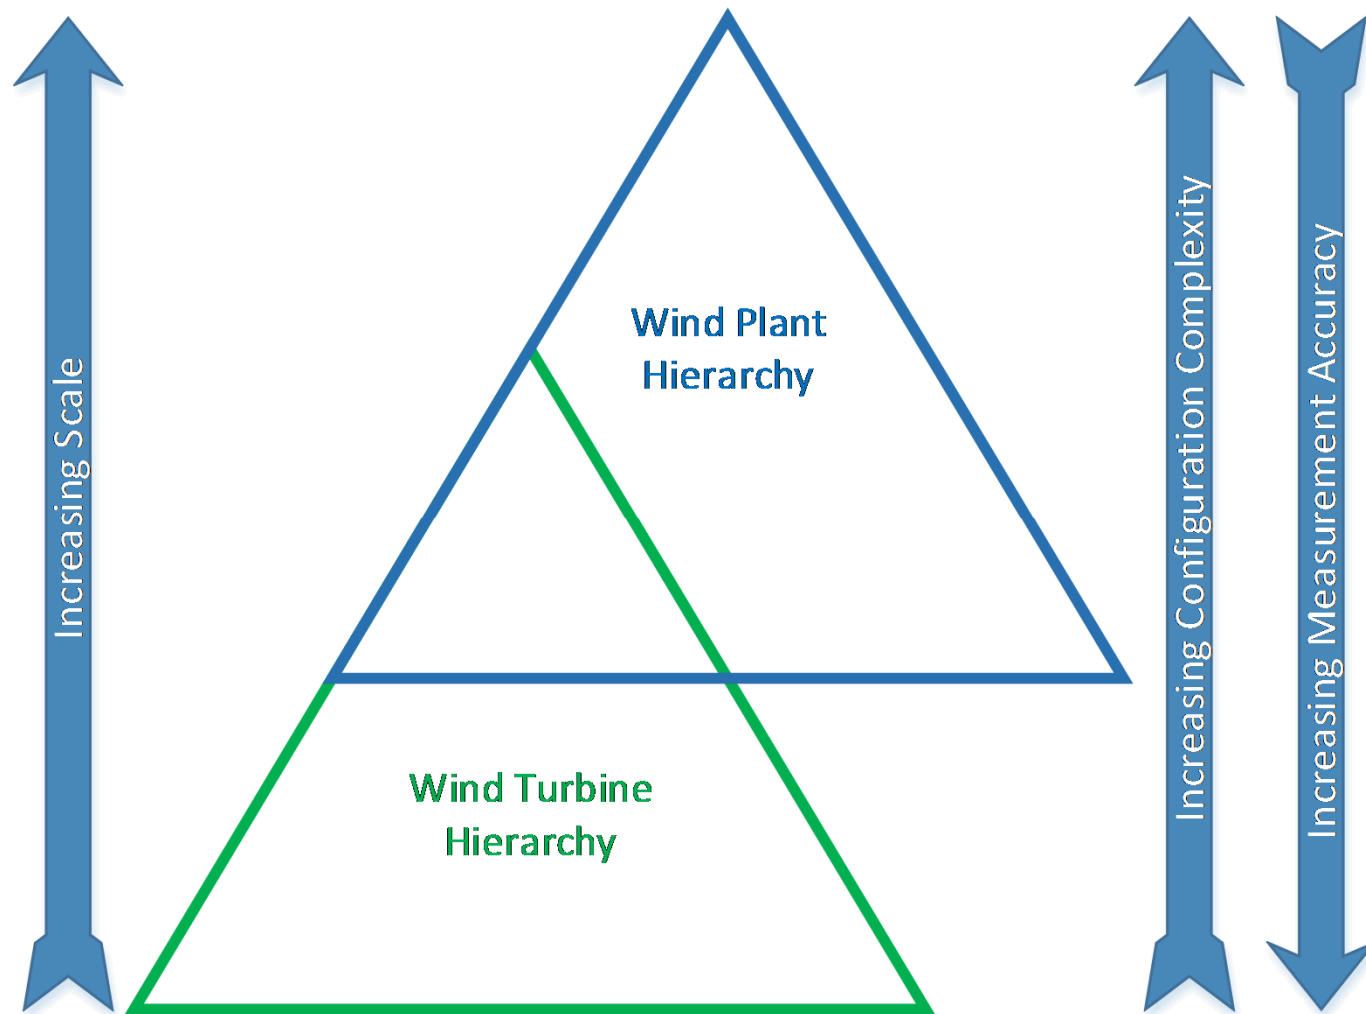 Increasing Scale
Wind Plant
Hierarchy
Wind Turbine
Hierarchy
Increasing Configuration Complexity
Increasing Measurement Accuracy